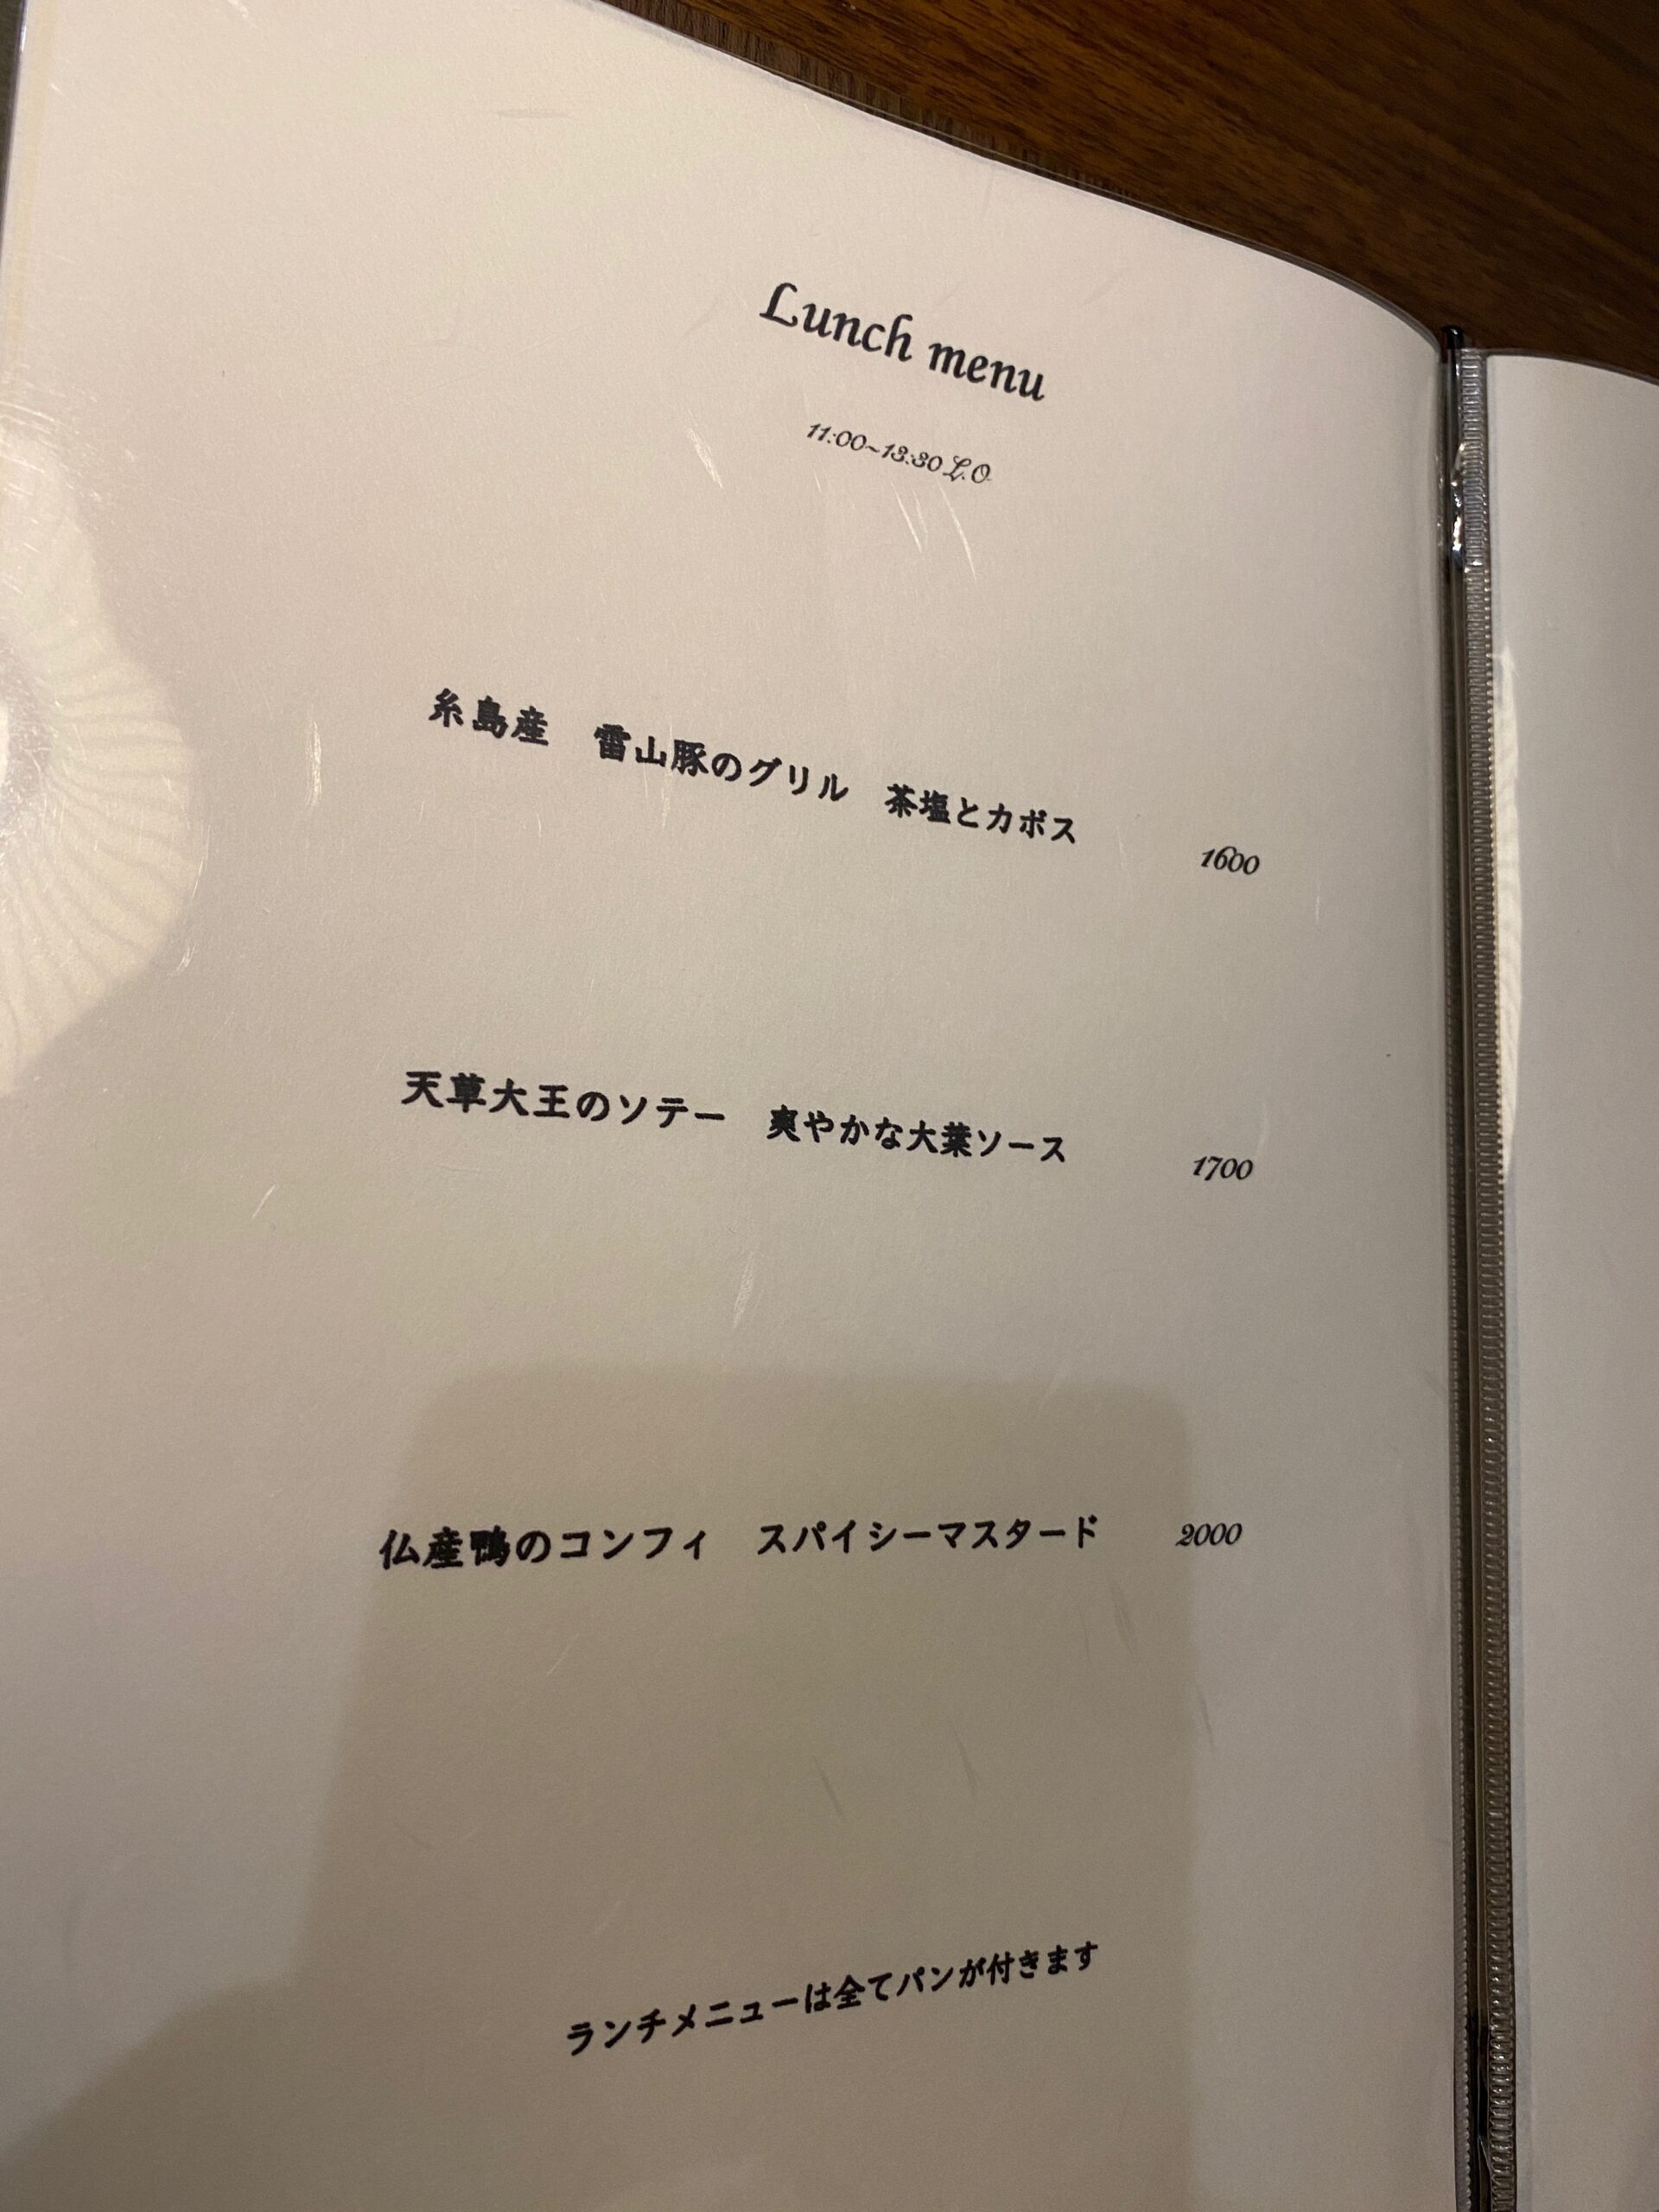 Lunch menu
11:00~13:30 L.O.
糸島産　雷山豚のグリル　茶塩とカボス　1600
天草大王のソテー　爽やかな大葉ソース　1700
仏産鴨のコンフィ　スパイシーマスタード　2000
ランチメニューは全てパンが付きます